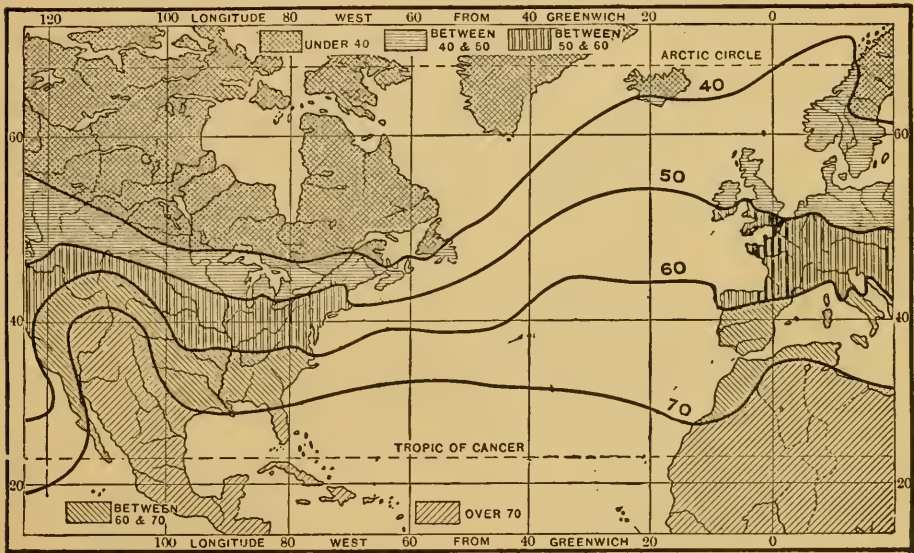 120 100 LONGITUDE 80 WEST 60 FROM 40 GREENWICH 20 0
UNDER 40
BETWEEN
40 & 50
BETWEEN
50 & 60
ARCTIC CIRCLE
40
60 60
50
60
40 40
70
TROPIC OF CANCER
20 20
BETWEEN
60 & 70
OVER 70
100 LONGITUDE 80 WEST 60 FROM 40 GREENWICH 20 0